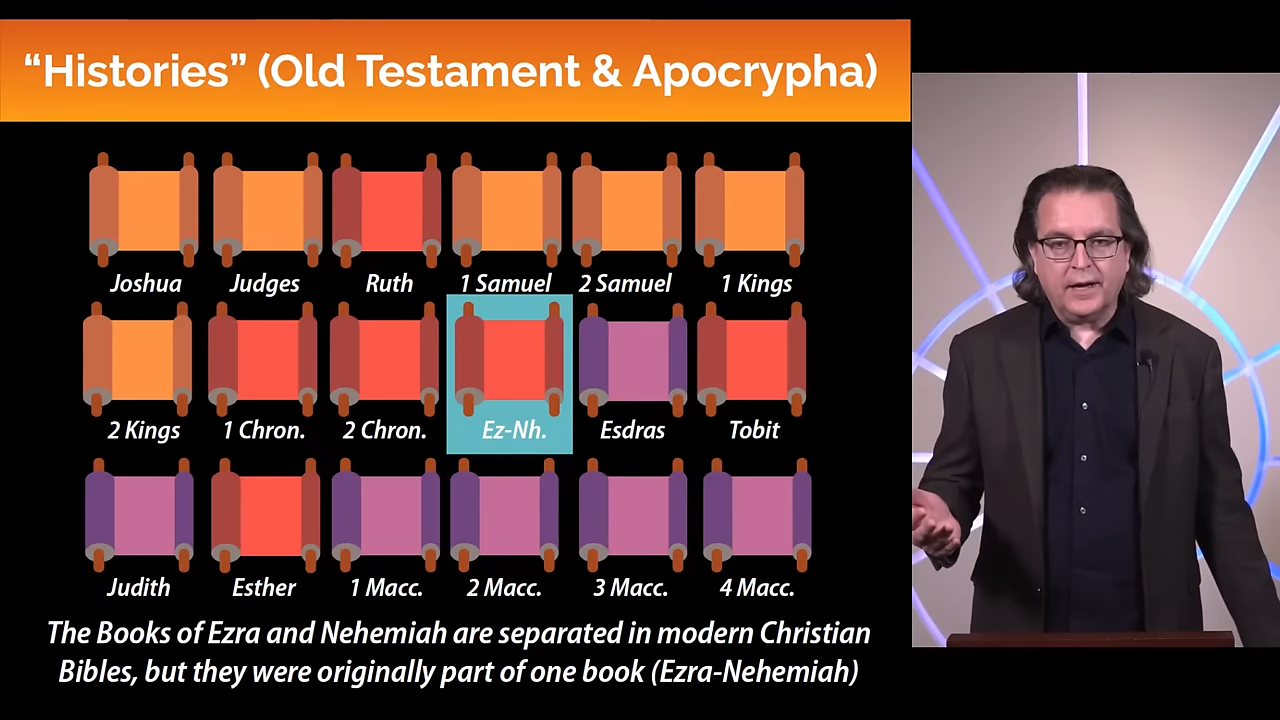 “Histories” (Old Testament & Apocrypha)
Joshua Judges Ruth 1 Samuel 2 Samuel 1 Kings
2 Kings 1 Chron. 2 Chron. Ez-Nh. Esdras Tobit
Judith Esther 1 Macc. 2 Macc. 3 Macc. 4 Macc.
The Books of Ezra and Nehemiah are separated in modern Christian
Bibles, but they were originally part of one book (Ezra-Nehemiah)